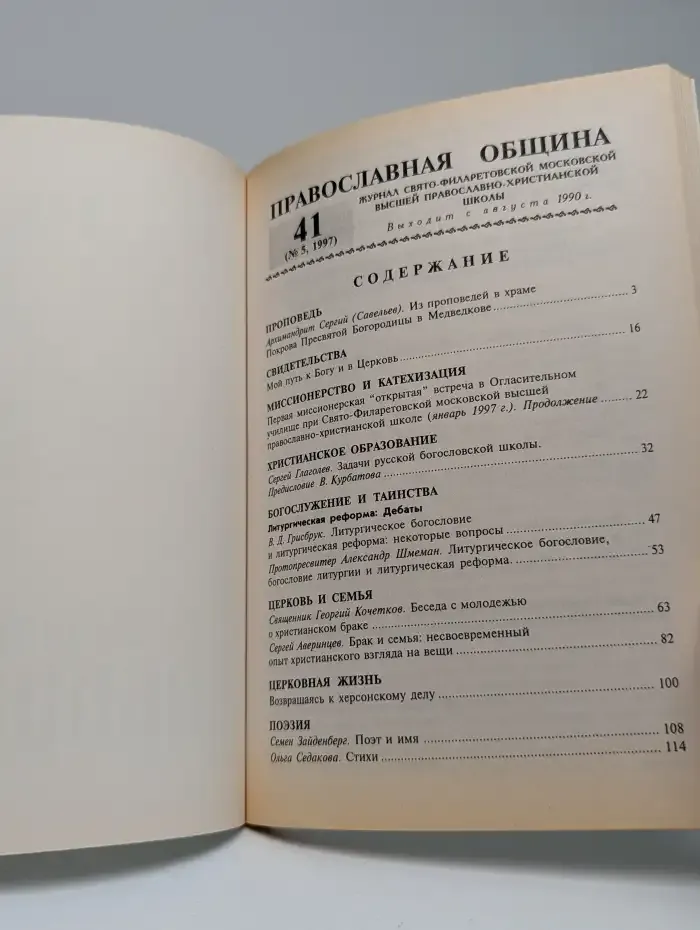 ПРАВОСЛАВНАЯ ОБЩИНА
41
(№ 5, 1997)
ЖУРНАЛ СВЯТО-ФИЛАРЕТОВСКОЙ МОСКОВСКОЙ
ВЫСШЕЙ ПРАВОСЛАВНО-ХРИСТИАНСКОЙ
ШКОЛЫ
Выходит с августа 1990 г.
СОДЕРЖАНИЕ
ПРОПОВЕДЬ
Архимандрит Сергий (Савельев). Из проповедей в храме
Покрова Пресвятой Богородицы в Медведкове ........ 3
СВИДЕТЕЛЬСТВА
Мой путь к Богу и в Церковь ........ 16
МИССИОНЕРСТВО И КАТЕХИЗАЦИЯ
Первая миссионерская "открытая" встреча в Огласительном
училище при Свято-Филаретовской московской высшей
православно-христианской школе (январь 1997 г.). Продолжение ........ 22
ХРИСТИАНСКОЕ ОБРАЗОВАНИЕ
Сергей Глаголев. Задачи русской богословской школы.
Предисловие В. Курбатова ........ 32
БОГОСЛУЖЕНИЕ И ТАИНСТВА
Литургическая реформа: Дебаты
В. Д. Грисбрук. Литургическое богословие
и литургическая реформа: некоторые вопросы ........ 47
Протопресвитер Александр Шмеман. Литургическое богословие,
богословие литургии и литургическая реформа. ........ 53
ЦЕРКОВЬ И СЕМЬЯ
Священник Георгий Кочетков. Беседа с молодежью
о христианском браке ........ 63
Сергей Аверинцев. Брак и семья: несвоевременный
опыт христианского взгляда на вещи ........ 82
ЦЕРКОВНАЯ ЖИЗНЬ
Возвращаясь к херсонскому делу ........ 100
ПОЭЗИЯ
Семен Зайденберг. Поэт и имя ........ 108
Ольга Седакова. Стихи ........ 114